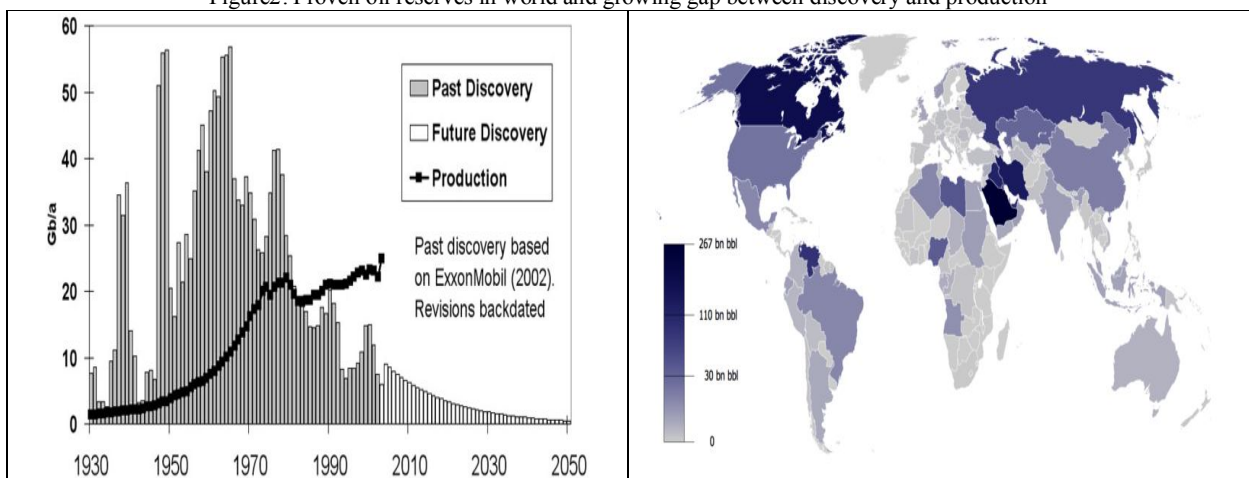 Figure2: Proven oil reserves in world and growing gap between discovery and production
60
50
40
30
20
10
0
Gb/a
Past Discovery
Future Discovery
Production
Past discovery based
on ExxonMobil (2002).
Revisions backdated
1930
1950
1970
1990
2010
2030
2050
267 bn bbl
110 bn bbl
30 bn bbl
0